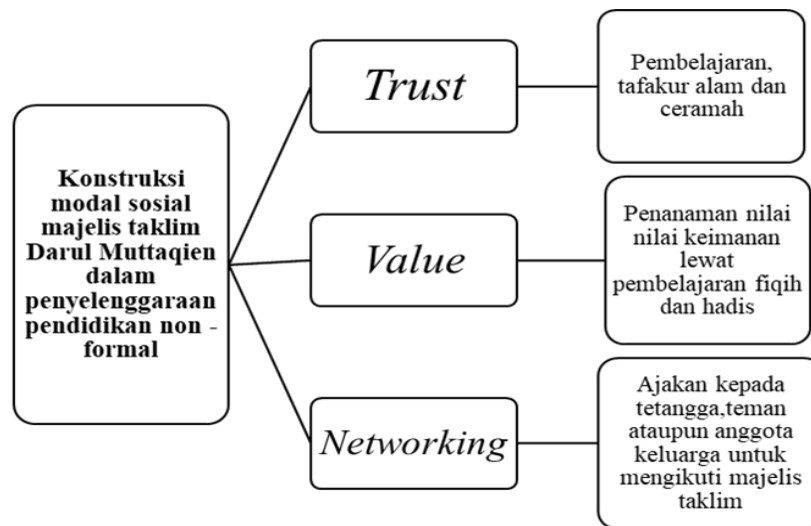 Konstruksi
modal sosial
majelis taklim
Darul Muttaqien
dalam
penyelenggaraan
pendidikan non -
formal
Trust
Pembelajaran,
tafakur alam dan
ceramah
Value
Penanaman nilai
nilai keimanan
lewat
pembelajaran fiqih
dan hadis
Networking
Ajakan kepada
tetangga,teman
ataupun anggota
keluarga untuk
mengikuti majelis
taklim